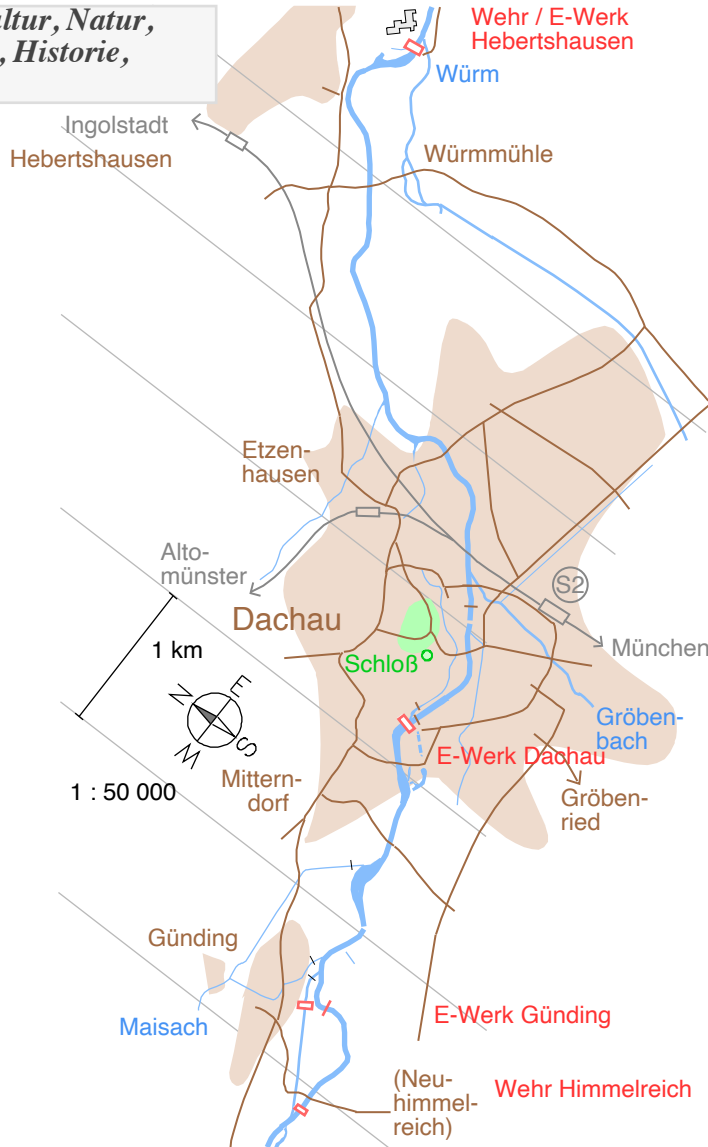 ltur, Natur,
, Historie,
Wehr / E-Werk
Hebertshausen
Würm
Ingolstadt
Hebertshausen
Würmmühle
Etzen-
hausen
Alto-
münster
S2
Dachau
München
1 km
Schloß
N
E
S
W
Gröben-
bach
E-Werk Dachau
1 : 50 000
Mittern-
dorf
Gröben-
ried
Günding
Maisach
E-Werk Günding
(Neu-
himmel-
reich)
Wehr Himmelreich